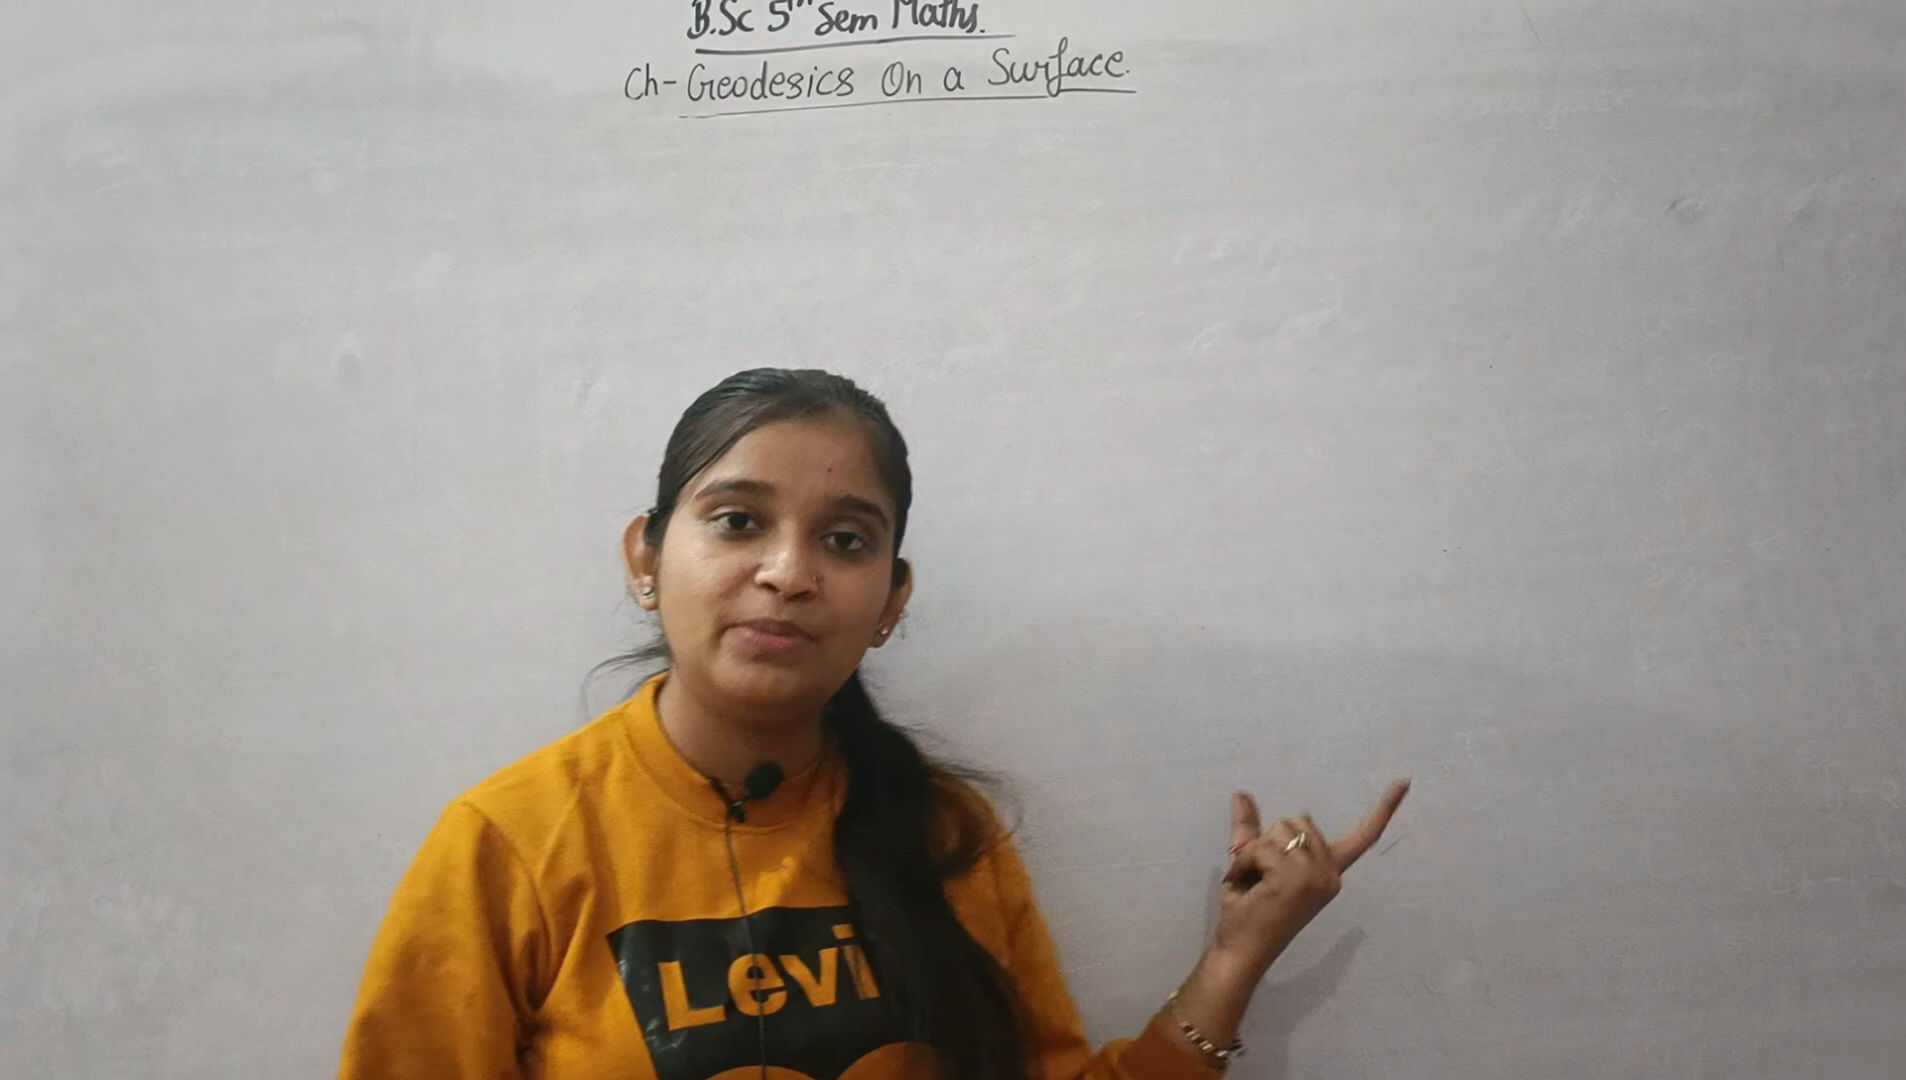 B.Sc 5th Sem Maths.
Ch- Geodesics On a Surface.
Levi